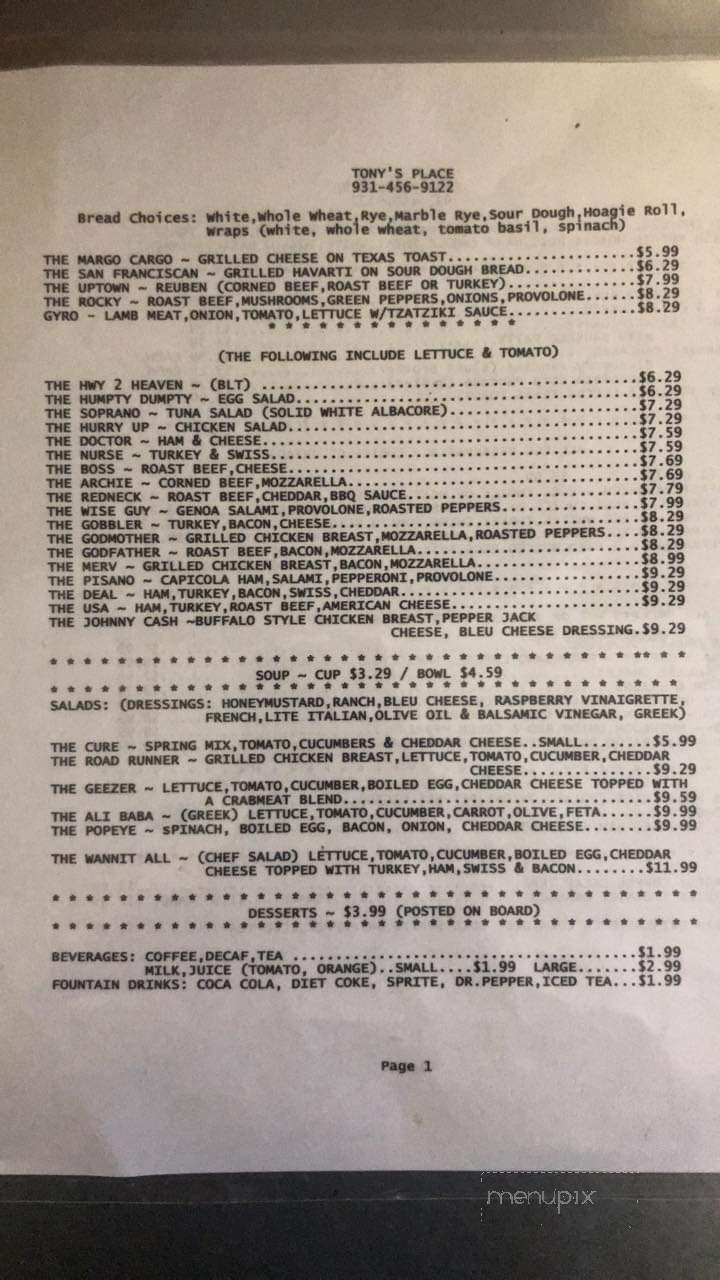 TONY'S PLACE
931-456-9122
Bread Choices: White,Whole Wheat,Rye,Marble Rye,Sour Dough,Hoagie Roll,
Wraps (white, whole wheat, tomato basil, spinach)
THE MARGO CARGO ~ GRILLED CHEESE ON TEXAS TOAST........................$5.99
THE SAN FRANCISCAN ~ GRILLED HAVARTI ON SOUR DOUGH BREAD..............$6.29
THE UPTOWN ~ REUBEN (CORNED BEEF,ROAST BEEF OR TURKEY)................$7.99
THE ROCKY ~ ROAST BEEF,MUSHROOMS,GREEN PEPPERS,ONIONS,PROVOLONE......$8.29
GYRO ~ LAMB MEAT,ONION,TOMATO,LETTUCE W/TZATZIKI SAUCE................$8.29
* * * * * * * * * * * * * * * *
(THE FOLLOWING INCLUDE LETTUCE & TOMATO)
THE HWY 2 HEAVEN ~ (BLT) ................................................$6.29
THE HUMPTY DUMPTY ~ EGG SALAD............................................$6.29
THE SOPRANO ~ TUNA SALAD (SOLID WHITE ALBACORE)........................$7.29
THE HURRY UP ~ CHICKEN SALAD.............................................$7.29
THE DOCTOR ~ HAM & CHEESE................................................$7.59
THE NURSE ~ TURKEY & SWISS...............................................$7.59
THE BOSS ~ ROAST BEEF,CHEESE.............................................$7.69
THE ARCHIE ~ CORNED BEEF,MOZZARELLA.....................................$7.69
THE REDNECK ~ ROAST BEEF,CHEDDAR,BBQ SAUCE..............................$7.79
THE WISE GUY ~ GENOA SALAMI,PROVOLONE,ROASTED PEPPERS..................$7.99
THE GOBBLER ~ TURKEY,BACON,CHEESE.......................................$8.29
THE GODMOTHER ~ GRILLED CHICKEN BREAST,MOZZARELLA,ROASTED PEPPERS....$8.29
THE GODFATHER ~ ROAST BEEF,BACON,MOZZARELLA.............................$8.29
THE MERV ~ GRILLED CHICKEN BREAST,BACON,MOZZARELLA.....................$8.99
THE PISANO ~ CAPICOLA HAM,SALAMI,PEPPERONI,PROVOLONE...................$9.29
THE DEAL ~ HAM,TURKEY,BACON,SWISS,CHEDDAR...............................$9.29
THE USA ~ HAM,TURKEY,ROAST BEEF,AMERICAN CHEESE........................$9.29
THE JOHNNY CASH ~BUFFALO STYLE CHICKEN BREAST,PEPPER JACK
CHEESE, BLEU CHEESE DRESSING.$9.29
* * * * * * * * * * * * * * * * * * * * * * * * * * * * * * * * * * * * * ** * * *
SOUP ~ CUP $3.29 / BOWL $4.59
* * * * * * * * * * * * * * * * * * * * * * * * * * * * * * * * * * * * * * * *
SALADS: (DRESSINGS: HONEYMUSTARD,RANCH,BLEU CHEESE, RASPBERRY VINAIGRETTE,
FRENCH,LITE ITALIAN,OLIVE OIL & BALSAMIC VINEGAR, GREEK)
THE CURE ~ SPRING MIX,TOMATO,CUCUMBERS & CHEDDAR CHEESE..SMALL........$5.99
THE ROAD RUNNER ~ GRILLED CHICKEN BREAST,LETTUCE,TOMATO,CUCUMBER,CHEDDAR
CHEESE................$9.29
THE GEEZER ~ LETTUCE,TOMATO,CUCUMBER,BOILED EGG,CHEDDAR CHEESE TOPPED WITH
A CRABMEAT BLEND.......................................$9.59
THE ALI BABA ~ (GREEK) LETTUCE,TOMATO,CUCUMBER,CARROT,OLIVE,FETA......$9.99
THE POPEYE ~ SPINACH, BOILED EGG, BACON, ONION, CHEDDAR CHEESE........$9.99
THE WANNIT ALL ~ (CHEF SALAD) LETTUCE,TOMATO,CUCUMBER,BOILED EGG,CHEDDAR
CHEESE TOPPED WITH TURKEY,HAM,SWISS & BACON........$11.99
* * * * * * * * * * * * * * * * * * * * * * * * * * * * * * * * * * * * * * * *
DESSERTS ~ $3.99 (POSTED ON BOARD)
* * * * * * * * * * * * * * * * * * * * * * * * * * * * * * * * * * * * * * * *
BEVERAGES: COFFEE,DECAF,TEA ............................................$1.99
MILK,JUICE (TOMATO, ORANGE)..SMALL....$1.99 LARGE.......$2.99
FOUNTAIN DRINKS: COCA COLA, DIET COKE, SPRITE, DR.PEPPER,ICED TEA...$1.99
Page 1
menupix